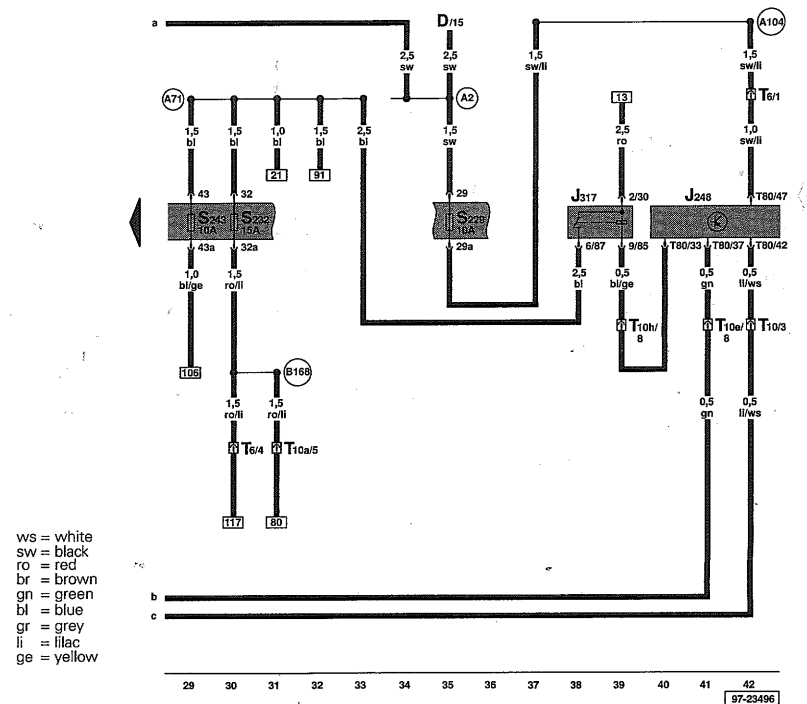 a
D/15
A104
2,5
sw
2,5
sw
1,5
sw/li
1,5
sw/li
T6/1
A71
A2
13
1,5
bl
1,5
bl
1,0
bl
1,5
bl
2,5
bl
1,5
sw
2,5
ro
1,0
sw/li
21
91
43
32
29
J317
2/30
J248
T80/47
S243
10A
S232
15A
S229
10A
K
43a
32a
29a
6/87
9/85
T80/33
T80/37
T80/42
1,0
bl/ge
1,5
ro/li
2,5
bl
0,5
bl/ge
0,5
gn
0,5
li/ws
T10h/
8
T10e/
8
T10/3
106
B168
1,5
ro/li
1,5
ro/li
0,5
gn
0,5
li/ws
T6/4
T10a/5
117
80
ws = white
sw = black
ro = red
br = brown
gn = green
bl = blue
gr = grey
li = lilac
ge = yellow
b
c
29 30 31 32 33 34 35 36 37 38 39 40 41 42
97-23496